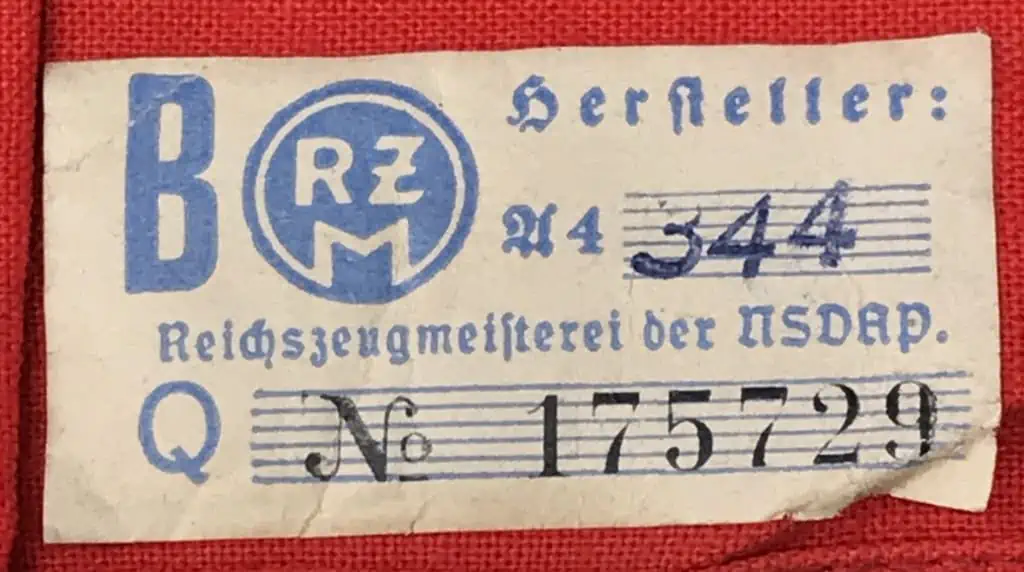 B RZM Hersteller:
A4 344
Reichszeugmeisterei der NSDAP.
Q № 175729